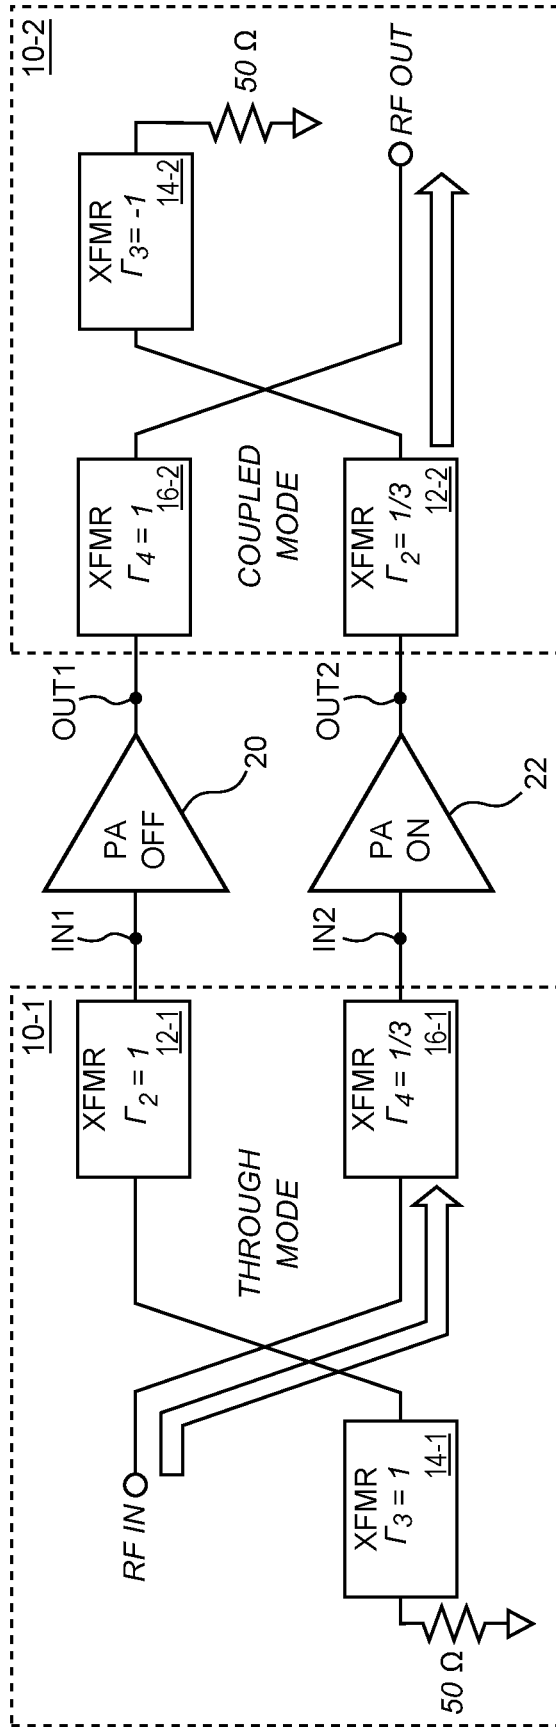 10-1
RF IN
50 Ω
XFMR
Γ3 = 1
14-1
THROUGH
MODE
XFMR
Γ2 = 1
12-1
XFMR
Γ4 = 1/3
16-1
IN1
IN2
PA
OFF
20
PA
ON
22
OUT1
OUT2
10-2
XFMR
Γ4 = 1
16-2
COUPLED
MODE
XFMR
Γ2 = 1/3
12-2
XFMR
Γ3 = -1
14-2
50 Ω
RF OUT